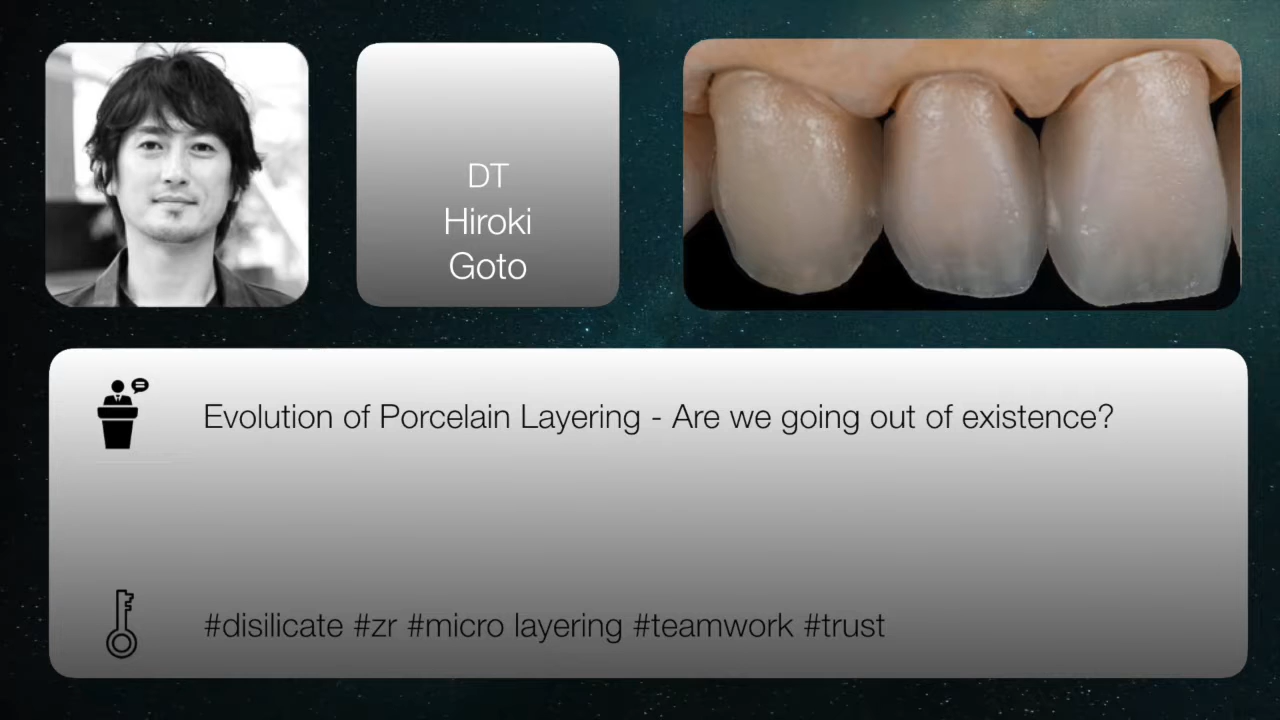 DT
Hiroki
Goto
Evolution of Porcelain Layering - Are we going out of existence?
#disilicate #zr #micro layering #teamwork #trust